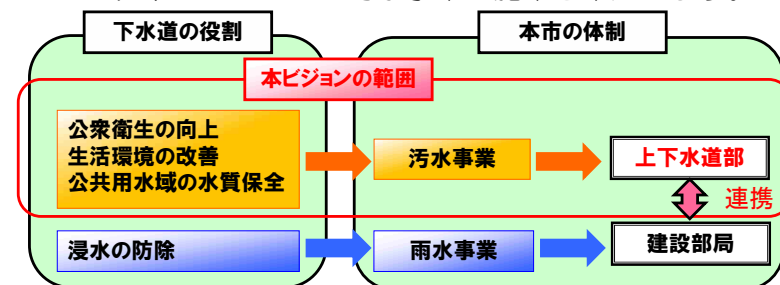 下水道の役割
本市の体制
本ビジョンの範囲
公衆衛生の向上
生活環境の改善
公共用水域の水質保全
汚水事業
上下水道部
連携
浸水の防除
雨水事業
建設部局